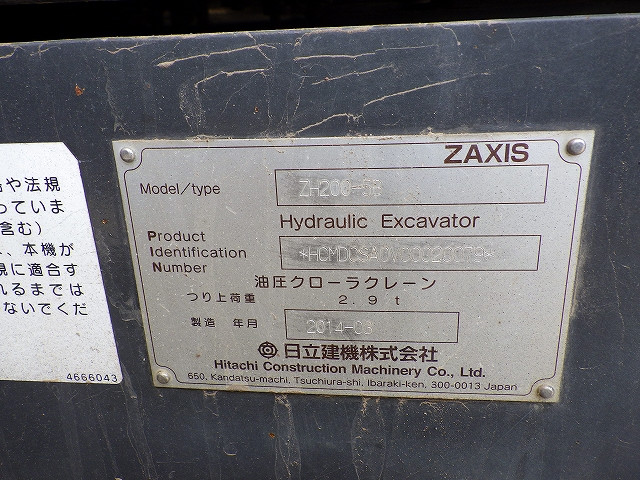 品や法規
っていま
含む)
、本機が
規に適合す
れるまでは
ないでくだ
4666043
ZAXIS
Model/type
Hydraulic Excavator
Product
Identification
Number
油圧クローラクレーン
つり上荷重 2.9t
製造 年月 2014-03
日立建機株式会社
Hitachi Construction Machinery Co., Ltd.
650, Kandatsu-machi, Tsuchiura-shi, Ibaraki-ken, 300-0013 Japan